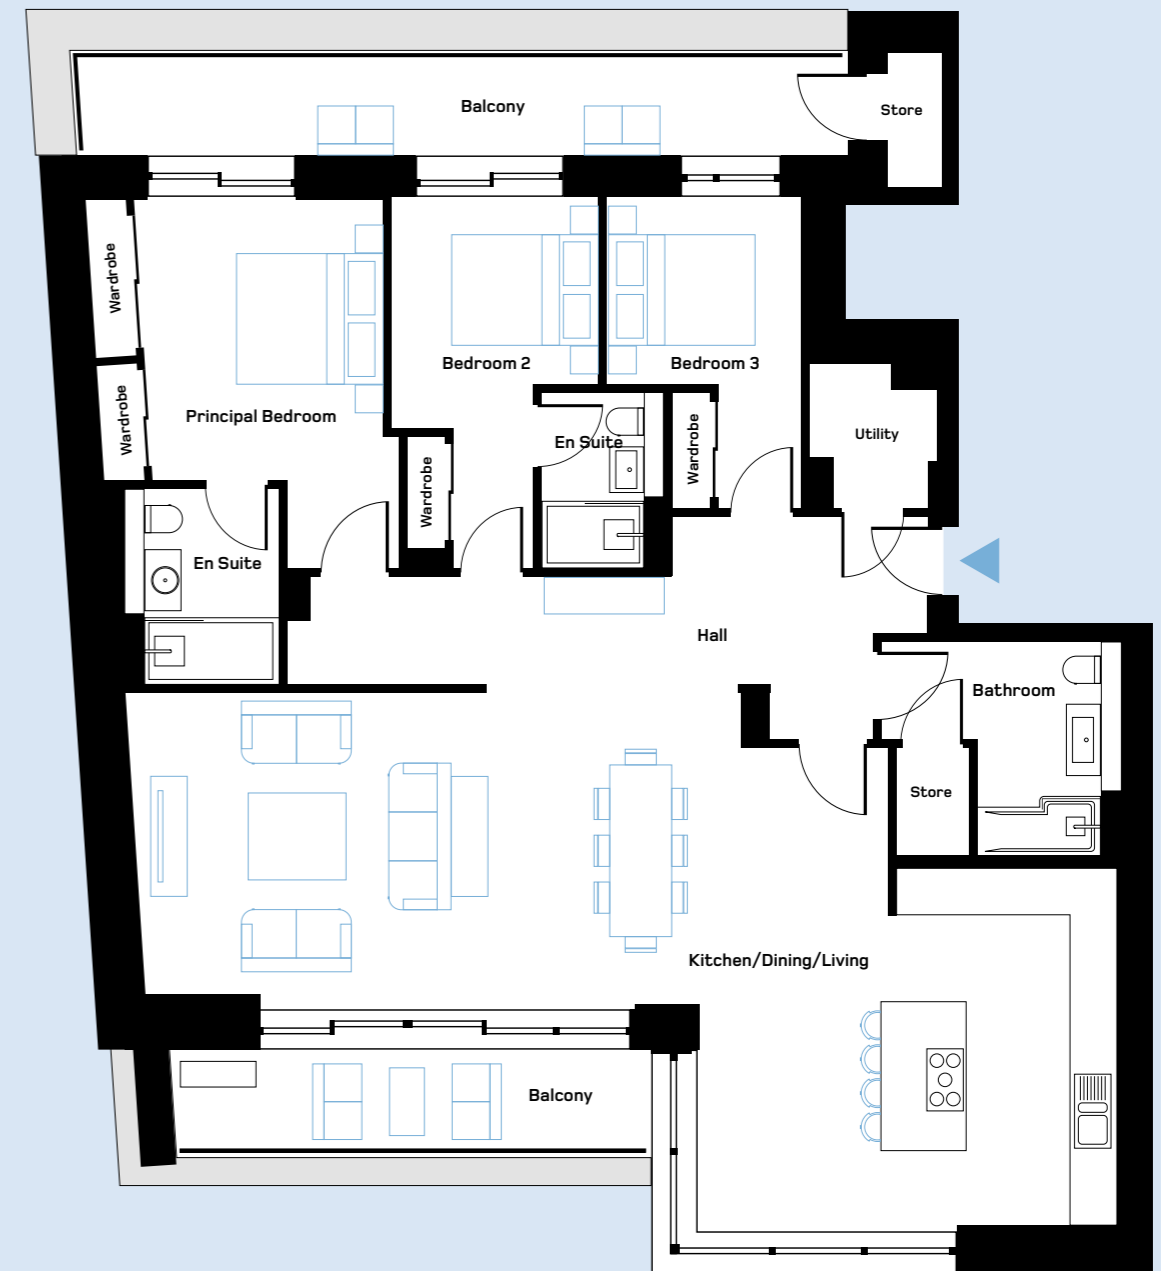 Balcony
Store
Wardrobe
Bedroom 2
Bedroom 3
Wardrobe
Principal Bedroom
Utility
En Suite
Wardrobe
Wardrobe
En Suite
Hall
Bathroom
Store
Kitchen/Dining/Living
Balcony